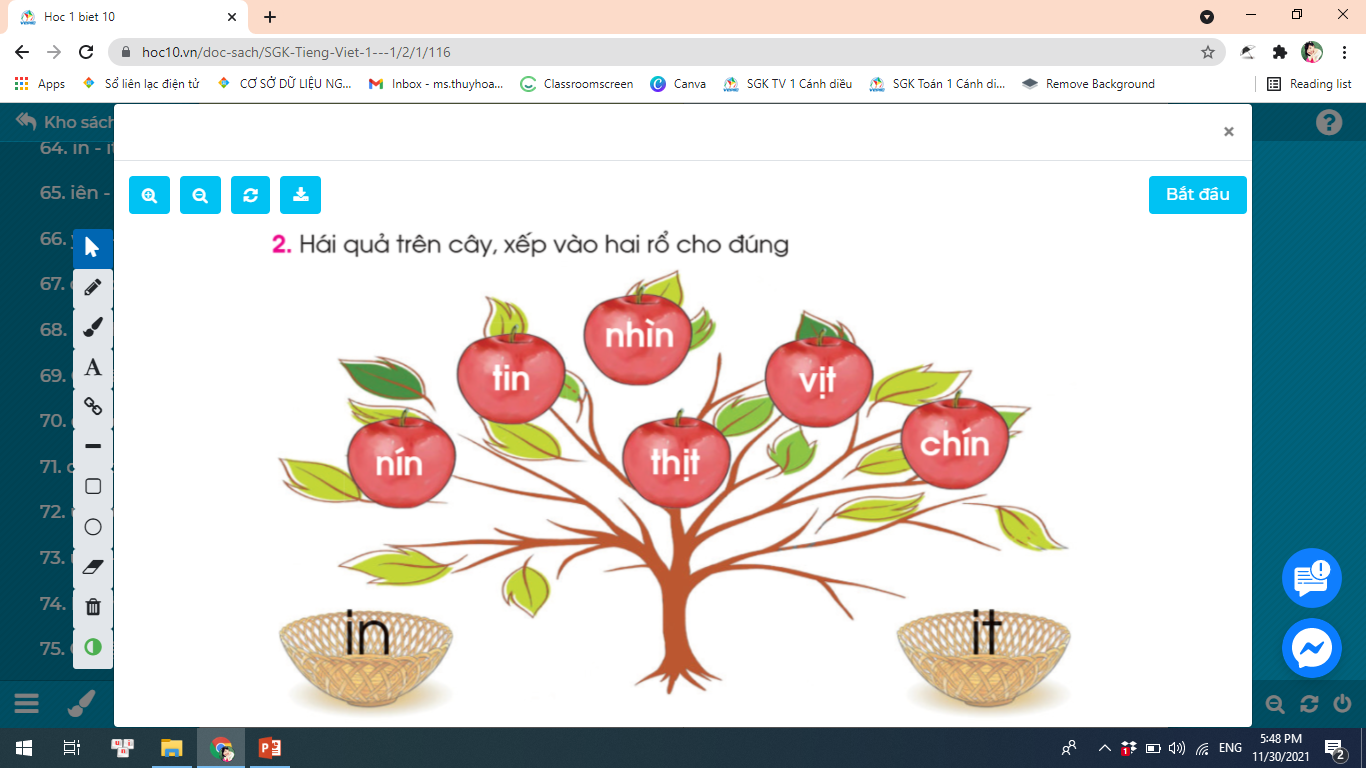 Hoc 1 biet 10
hoc10.vn/doc-sach/SGK-Tieng-Viet-1---1/2/1/116
Apps
Sổ liên lạc điện tử
CƠ SỞ DỮ LIỆU NG...
Inbox - ms.thuyhoa...
Classroomscreen
Canva
SGK TV 1 Cánh diều
SGK Toán 1 Cánh di...
Remove Background
Reading list
Kho sách
64. in - i
65. iên -
66.
67.
68.
69.
70.
71.
72.
73.
74.
75.
A
Bắt đầu
2. Hái quả trên cây, xếp vào hai rổ cho đúng
nhìn
tin
vịt
chín
nín
thịt
in
it
ENG
5:48 PM
11/30/2021
1
2